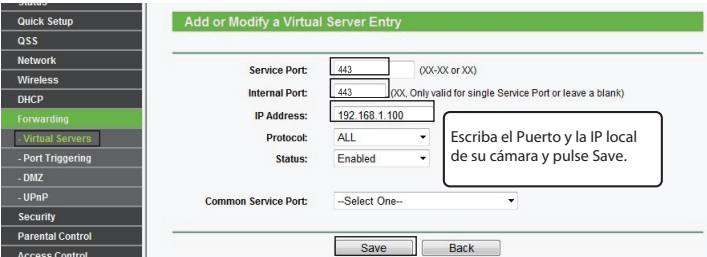 Status
Quick Setup
QSS
Network
Wireless
DHCP
Forwarding
- Virtual Servers
- Port Triggering
- DMZ
- UPnP
Security
Parental Control
Access Control
Add or Modify a Virtual Server Entry
Service Port: 443 (XX-XX or XX)
Internal Port: 443 (XX, Only valid for single Service Port or leave a blank)
IP Address: 192.168.1.100
Protocol: ALL
Status: Enabled
Escriba el Puerto y la IP local
de su cámara y pulse Save.
Common Service Port: --Select One--
Save Back